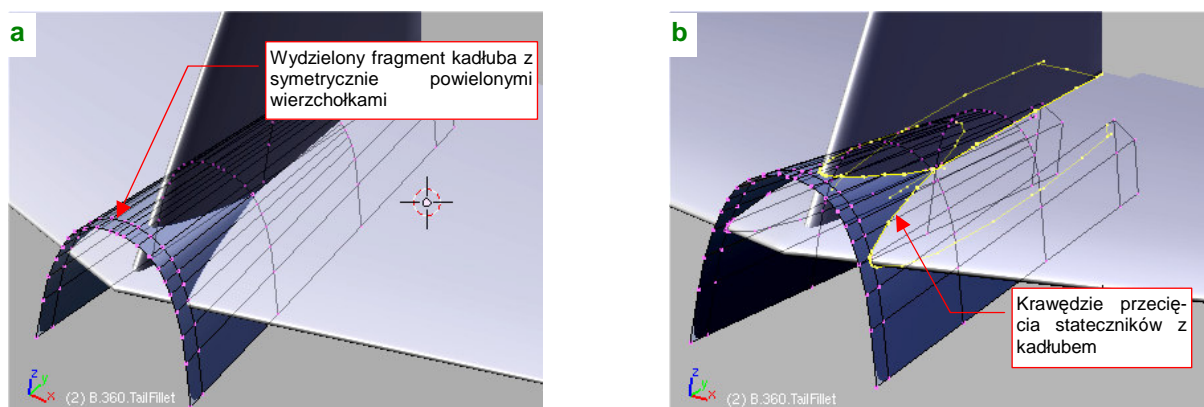 a
Wydzielony fragment kadłuba z
symetrycznie powielonymi
wierzchołkami
z
y
x
(2) B.360.TailFillet
b
Krawędzie przecię-
cia stateczników z
kadłubem
z
y
x
(2) B.360.TailFillet